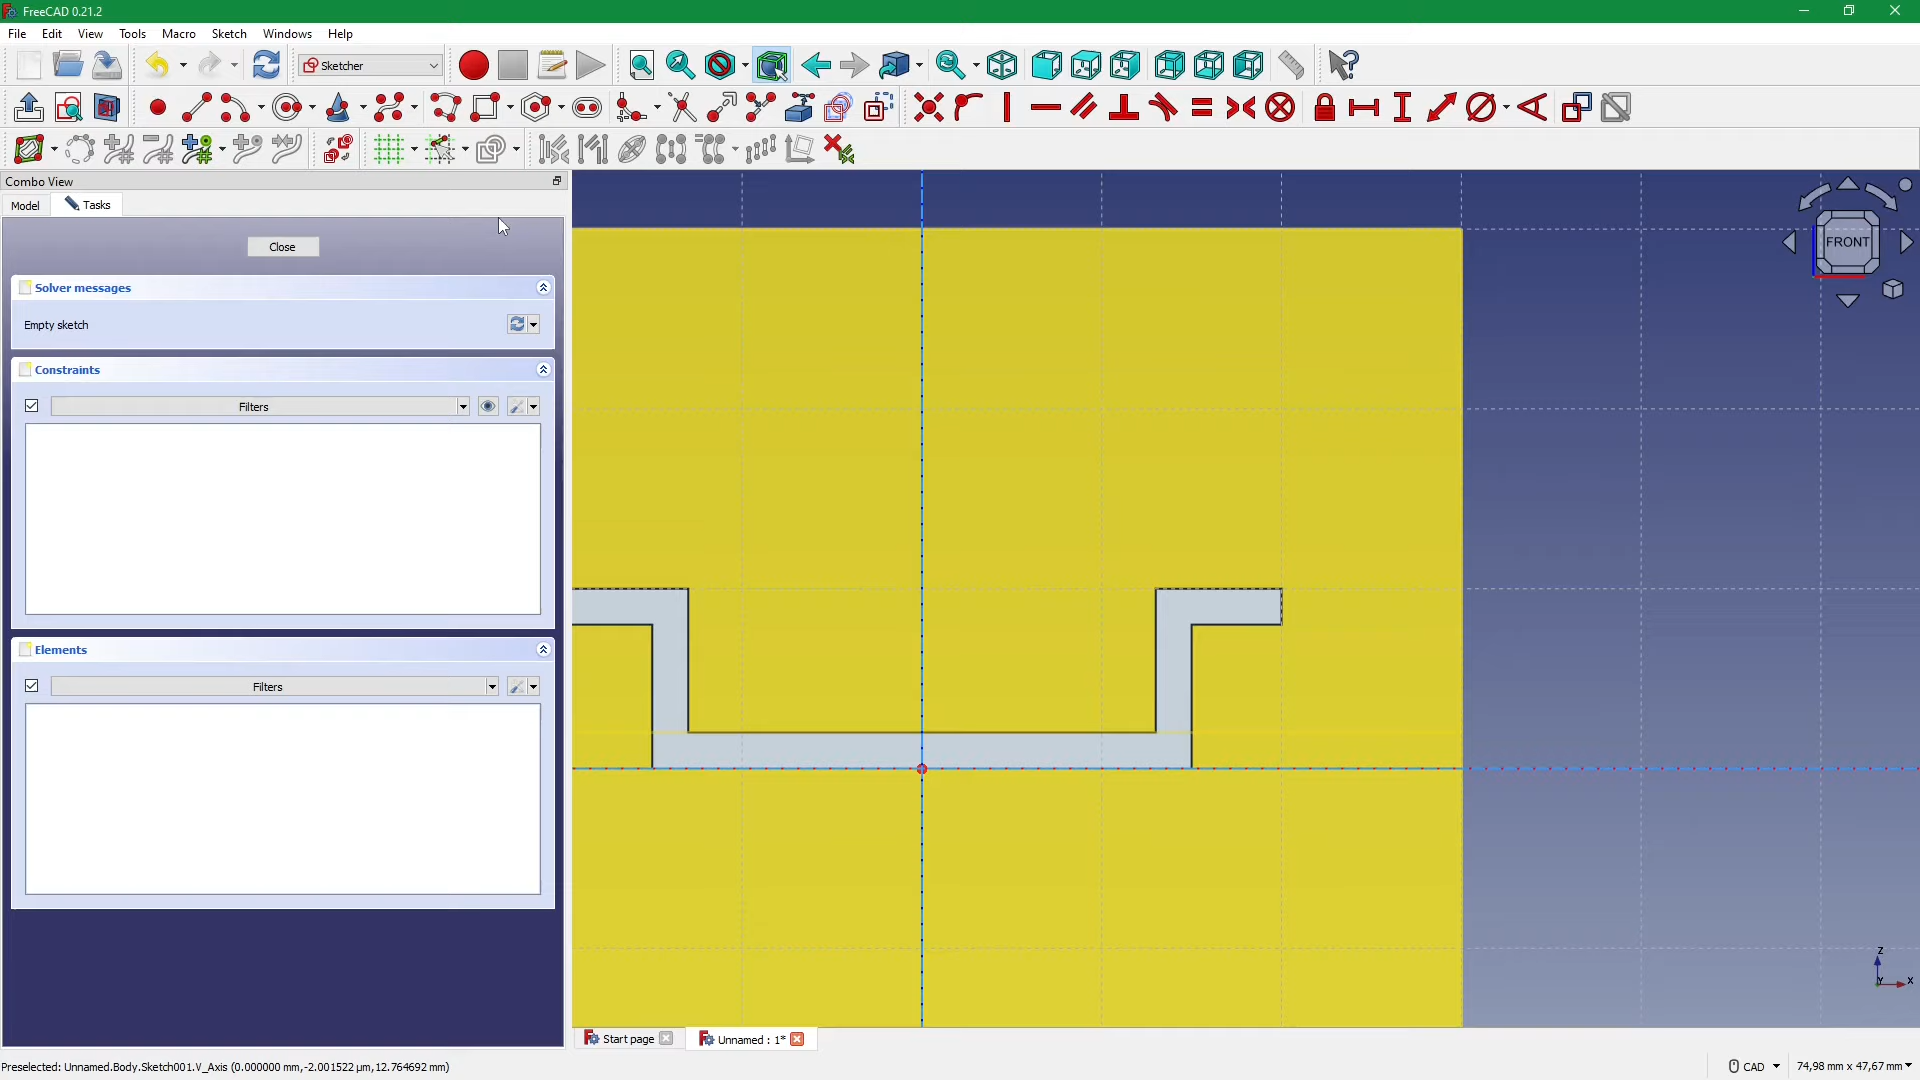 FreeCAD 0.21.2
File Edit View Tools Macro Sketch Windows Help
Sketcher
Combo View
Model Tasks
Close
Solver messages
Empty sketch
Constraints
Filters
Elements
Filters
FRONT
Z
Y X
Start page Unnamed : 1*
Preselected: Unnamed.Body.Sketch001.V_Axis (0.000000 mm,-2.001522 µm,12.764692 mm)
CAD 74,98 mm x 47,67 mm